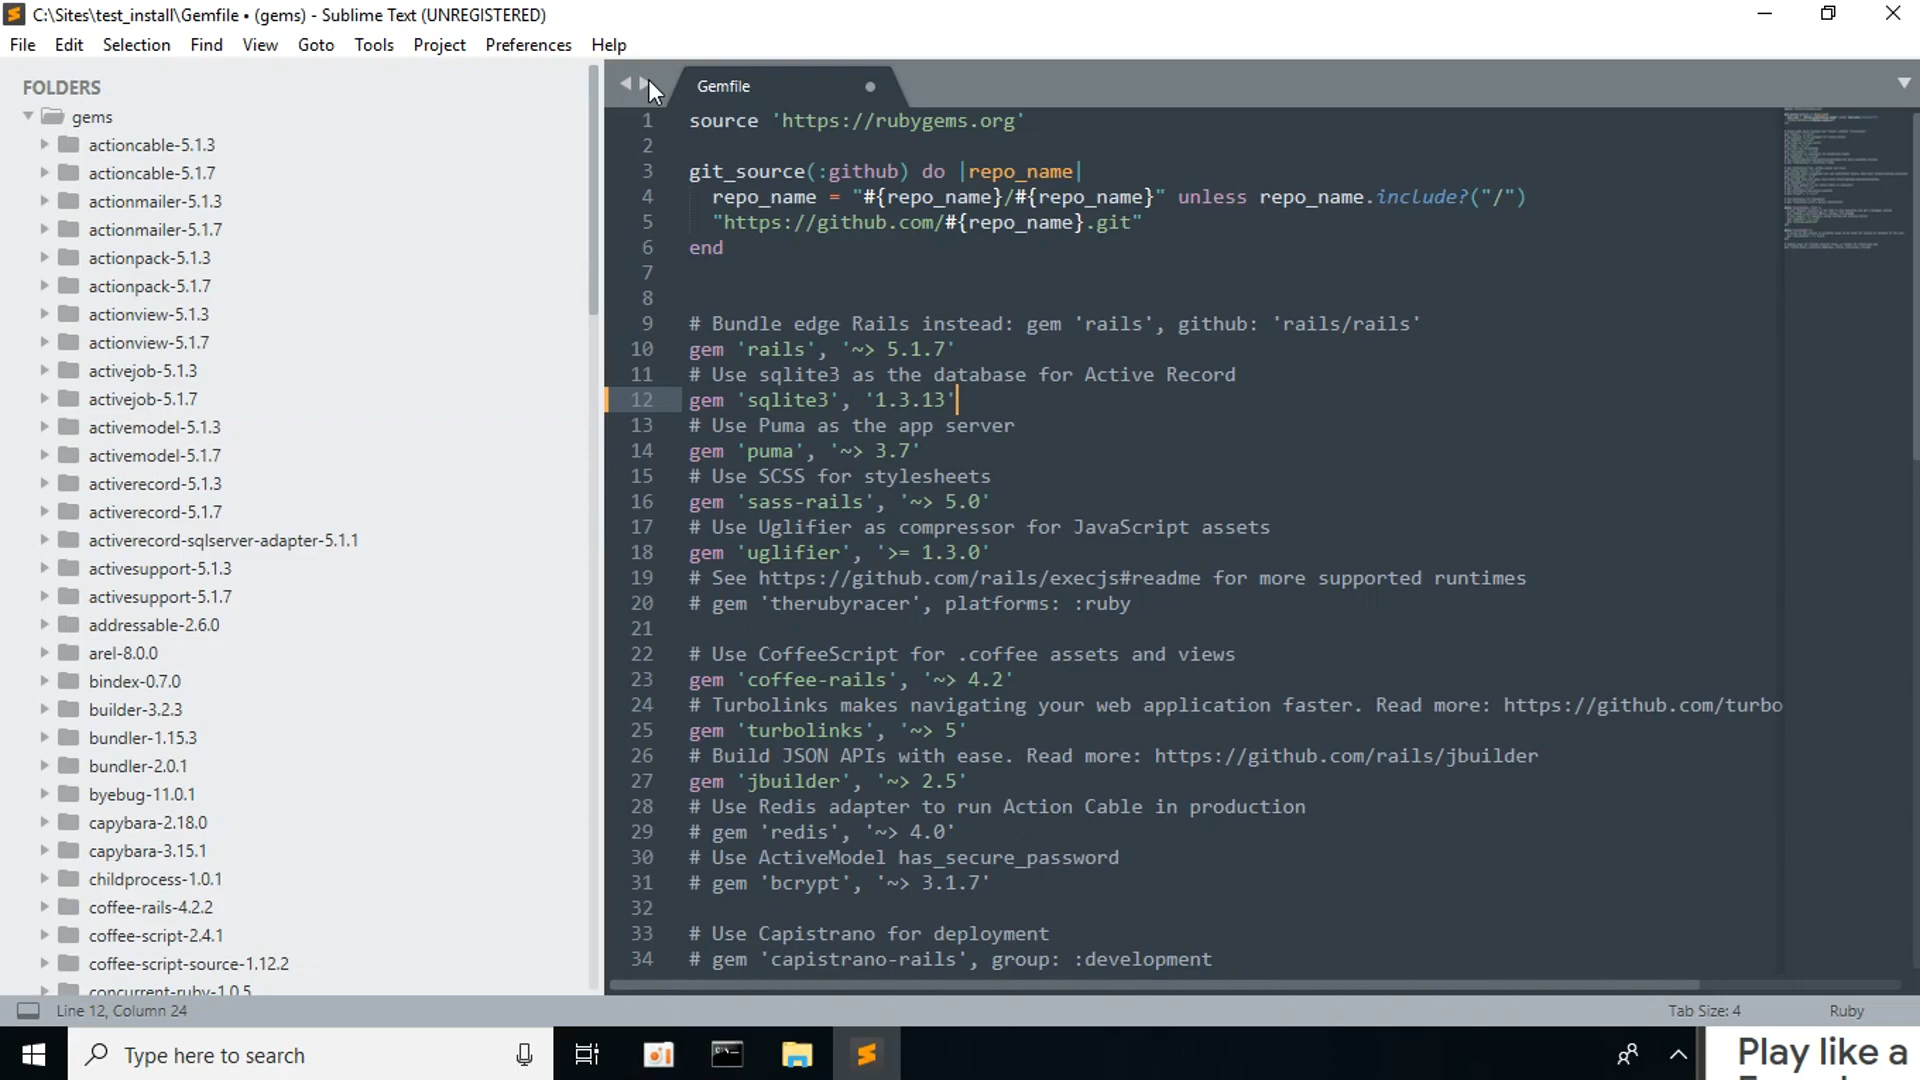 C:\Sites\test_install\Gemfile • (gems) - Sublime Text (UNREGISTERED)
File Edit Selection Find View Goto Tools Project Preferences Help
FOLDERS
gems
actioncable-5.1.3
actioncable-5.1.7
actionmailer-5.1.3
actionmailer-5.1.7
actionpack-5.1.3
actionpack-5.1.7
actionview-5.1.3
actionview-5.1.7
activejob-5.1.3
activejob-5.1.7
activemodel-5.1.3
activemodel-5.1.7
activerecord-5.1.3
activerecord-5.1.7
activerecord-sqlserver-adapter-5.1.1
activesupport-5.1.3
activesupport-5.1.7
addressable-2.6.0
arel-8.0.0
bindex-0.7.0
builder-3.2.3
bundler-1.15.3
bundler-2.0.1
byebug-11.0.1
capybara-2.18.0
capybara-3.15.1
childprocess-1.0.1
coffee-rails-4.2.2
coffee-script-2.4.1
coffee-script-source-1.12.2
concurrent-ruby-1.0.5
Gemfile
1 source 'https://rubygems.org'
2
3 git_source(:github) do |repo_name|
4 repo_name = "#{repo_name}/#{repo_name}" unless repo_name.include?("/")
5 "https://github.com/#{repo_name}.git"
6 end
7
8
9 # Bundle edge Rails instead: gem 'rails', github: 'rails/rails'
10 gem 'rails', '~> 5.1.7'
11 # Use sqlite3 as the database for Active Record
12 gem 'sqlite3', '1.3.13'
13 # Use Puma as the app server
14 gem 'puma', '~> 3.7'
15 # Use SCSS for stylesheets
16 gem 'sass-rails', '~> 5.0'
17 # Use Uglifier as compressor for JavaScript assets
18 gem 'uglifier', '>= 1.3.0'
19 # See https://github.com/rails/execjs#readme for more supported runtimes
20 # gem 'therubyracer', platforms: :ruby
21
22 # Use CoffeeScript for .coffee assets and views
23 gem 'coffee-rails', '~> 4.2'
24 # Turbolinks makes navigating your web application faster. Read more: https://github.com/turbo
25 gem 'turbolinks', '~> 5'
26 # Build JSON APIs with ease. Read more: https://github.com/rails/jbuilder
27 gem 'jbuilder', '~> 2.5'
28 # Use Redis adapter to run Action Cable in production
29 # gem 'redis', '~> 4.0'
30 # Use ActiveModel has_secure_password
31 # gem 'bcrypt', '~> 3.1.7'
32
33 # Use Capistrano for deployment
34 # gem 'capistrano-rails', group: :development
Line 12, Column 24
Tab Size: 4
Ruby
Type here to search
Play like a